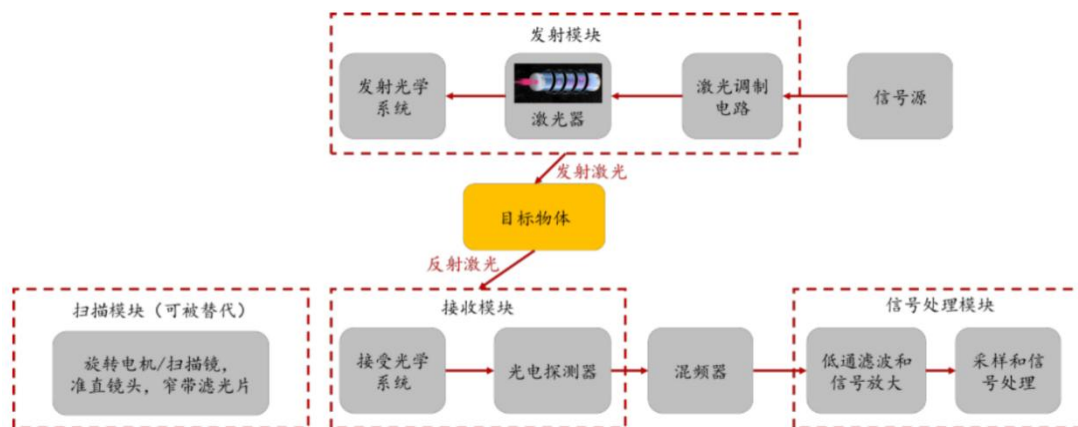 发射模块
发射光学
系统
激光器
激光调制
电路
信号源
发射激光
目标物体
反射激光
扫描模块（可被替代）
旋转电机/扫描镜，
准直镜头，窄带滤光片
接收模块
接受光学
系统
光电探测器
混频器
信号处理模块
低通滤波和
信号放大
采样和信
号处理